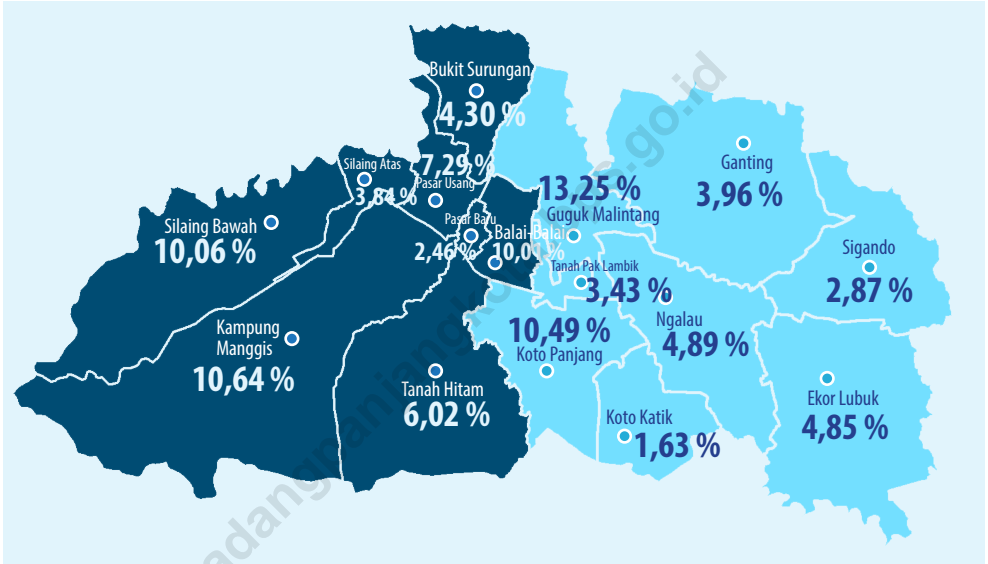 Bukit Surungan
4,30 %
7,29 %
Pasar Usang
Silaing Atas
3,84 %
Silaing Bawah
10,06 %
Pasar Baru
2,46 %
Balai-Balai
10,01 %
13,25 %
Guguk Malintang
Ganting
3,96 %
Sigando
2,87 %
Tanah Pak Lambik
3,43 %
Ngalau
4,89 %
10,49 %
Koto Panjang
Kampung
Manggis
10,64 %
Tanah Hitam
6,02 %
Koto Katik
1,63 %
Ekor Lubuk
4,85 %